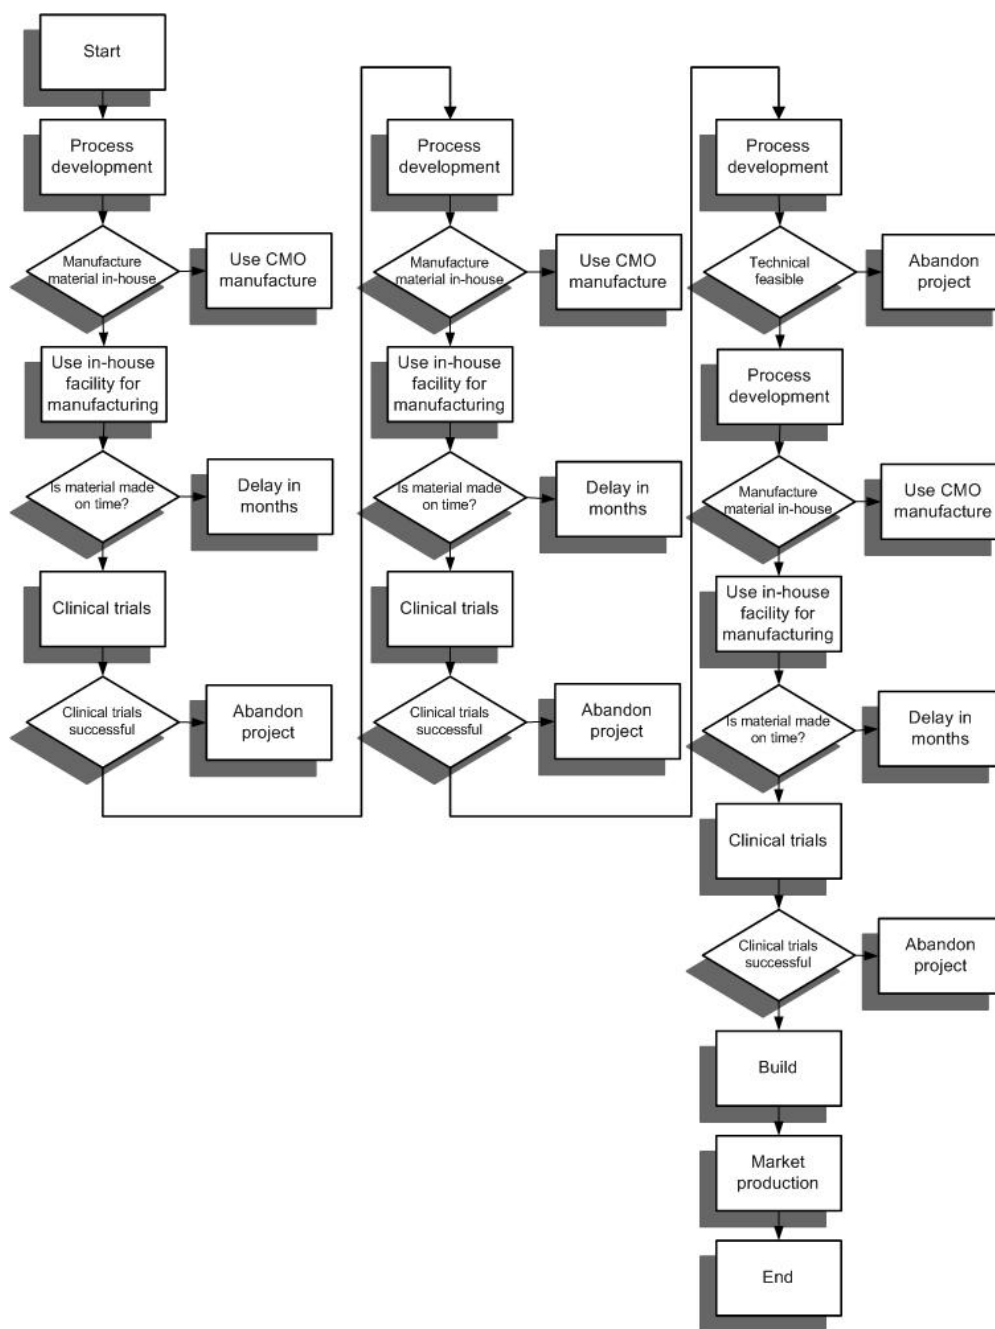 Start
Process
development
Manufacture
material in-house
Use CMO
manufacture
Use in-house
facility for
manufacturing
Is material made
on time?
Delay in
months
Clinical trials
Clinical trials
successful
Abandon
project
Process
development
Manufacture
material in-house
Use CMO
manufacture
Use in-house
facility for
manufacturing
Is material made
on time?
Delay in
months
Clinical trials
Clinical trials
successful
Abandon
project
Process
development
Technical
feasible
Abandon
project
Process
development
Manufacture
material in-house
Use CMO
manufacture
Use in-house
facility for
manufacturing
Is material made
on time?
Delay in
months
Clinical trials
Clinical trials
successful
Abandon
project
Build
Market
production
End